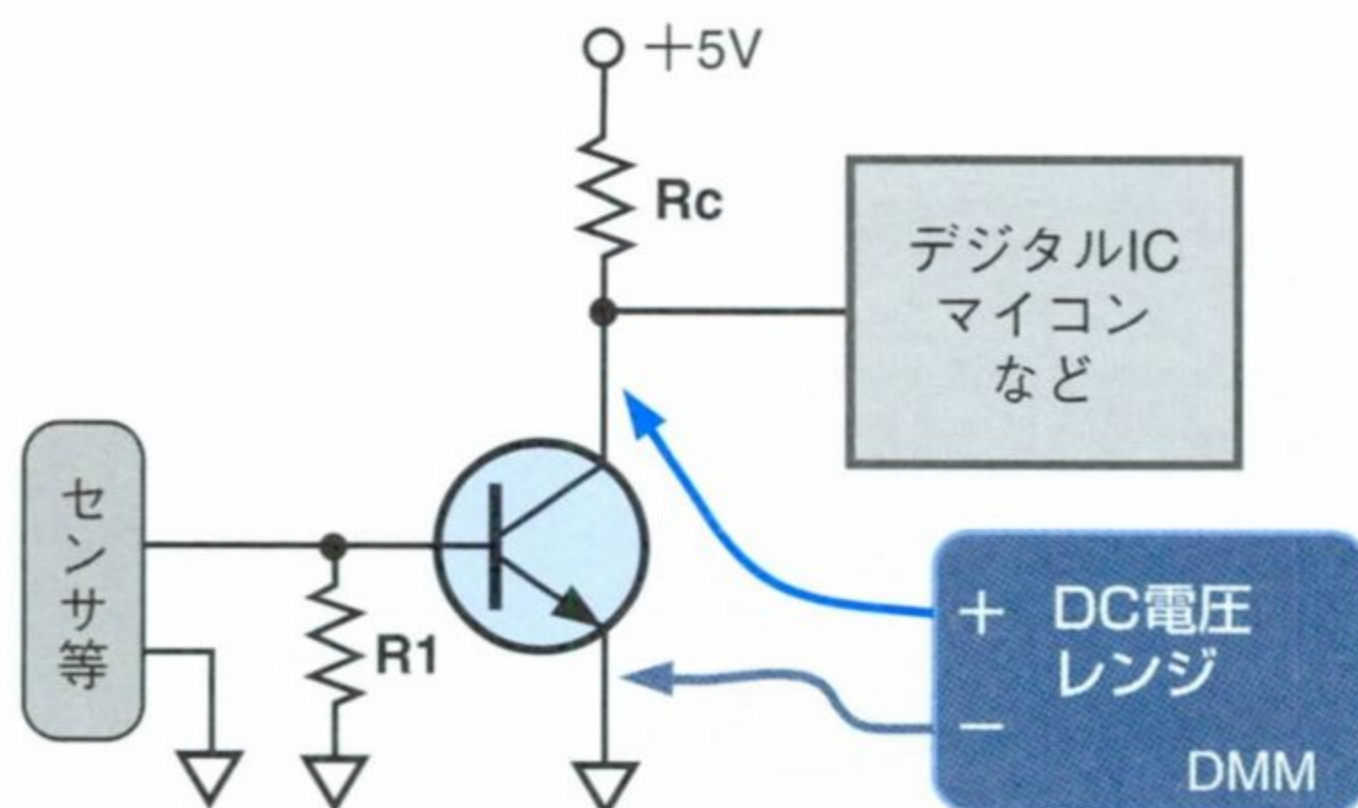 +5V
Rc
デジタルIC
マイコン
など
センサ等
R1
+ DC電圧
レンジ
−
DMM